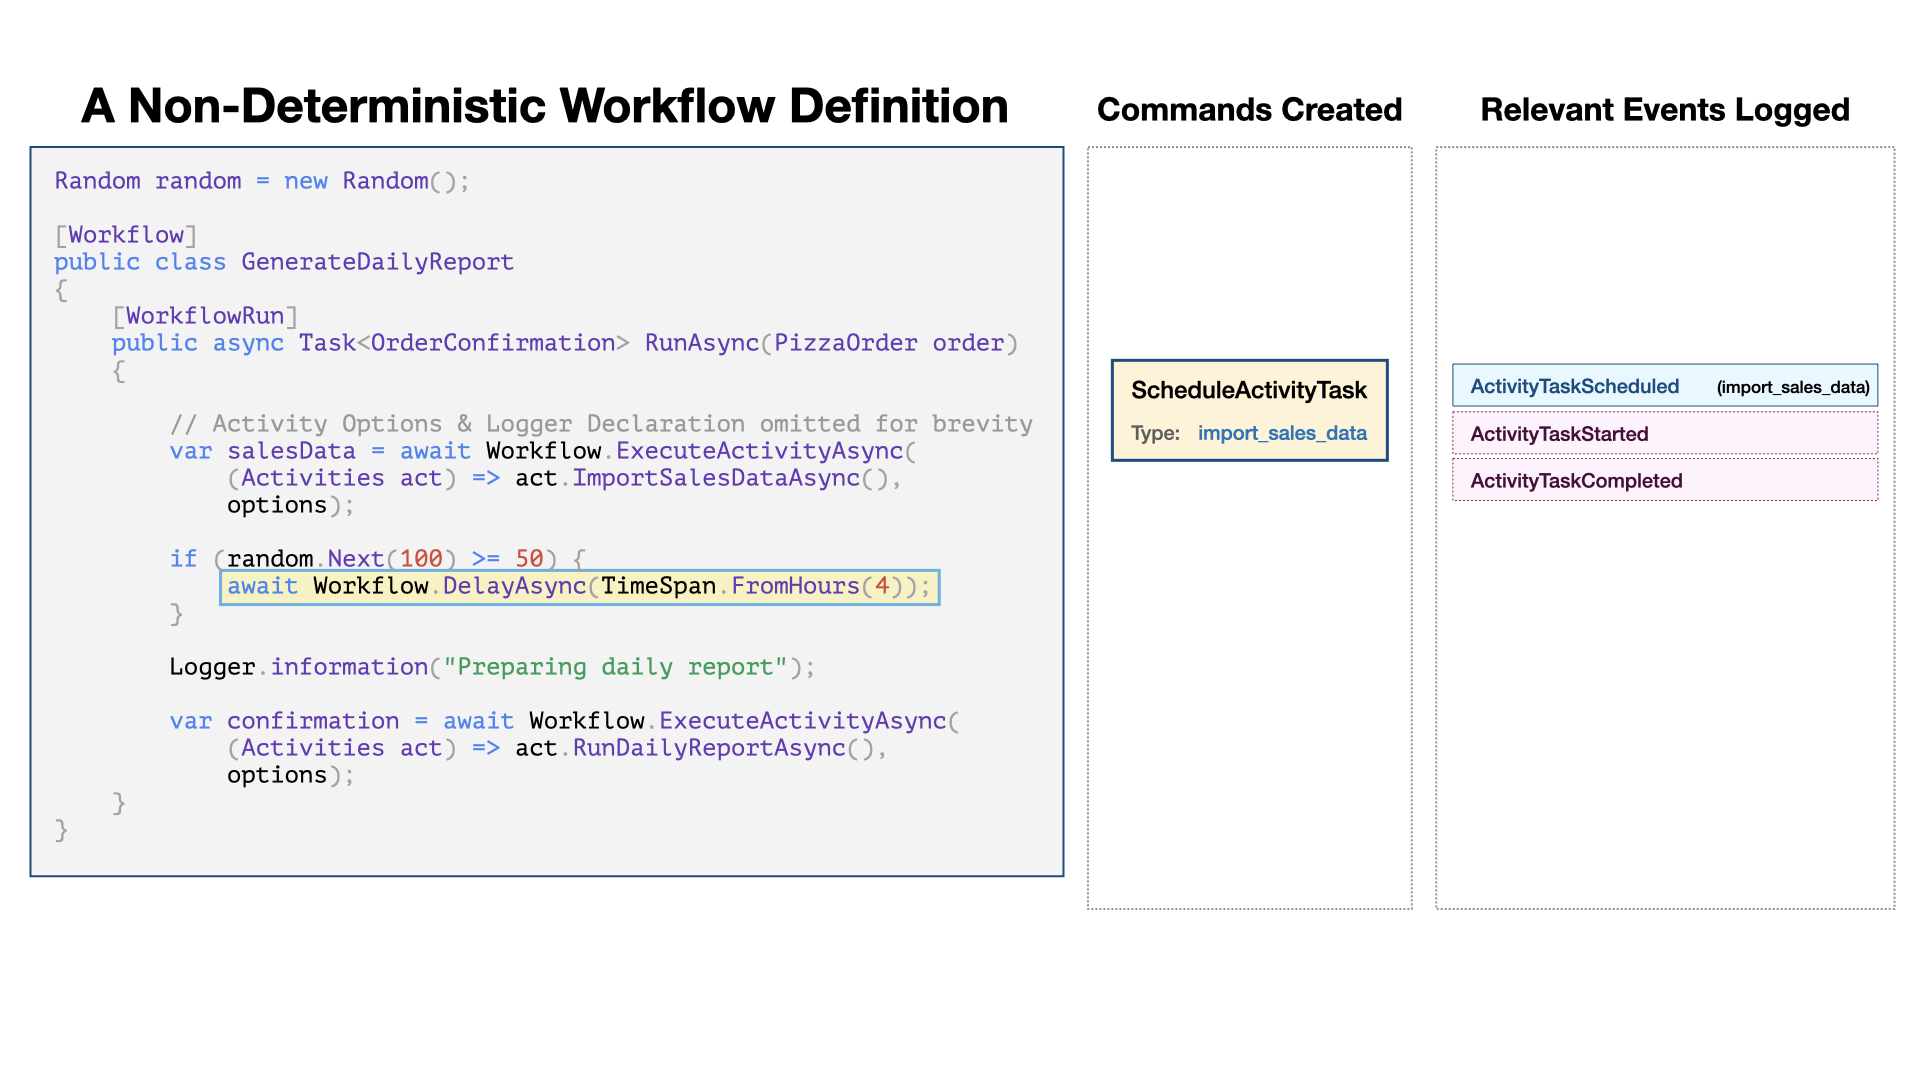 A Non-Deterministic Workflow Definition
Random random = new Random();
[Workflow]
public class GenerateDailyReport
{
    [WorkflowRun]
    public async Task<OrderConfirmation> RunAsync(PizzaOrder order)
    {
        // Activity Options & Logger Declaration omitted for brevity
        var salesData = await Workflow.ExecuteActivityAsync(
            (Activities act) => act.ImportSalesDataAsync(),
            options);
        if (random.Next(100) >= 50) {
            await Workflow.DelayAsync(TimeSpan.FromHours(4));
        }
        Logger.information("Preparing daily report");
        var confirmation = await Workflow.ExecuteActivityAsync(
            (Activities act) => act.RunDailyReportAsync(),
            options);
    }
}
Commands Created
ScheduleActivityTask
Type: import_sales_data
Relevant Events Logged
ActivityTaskScheduled (import_sales_data)
ActivityTaskStarted
ActivityTaskCompleted